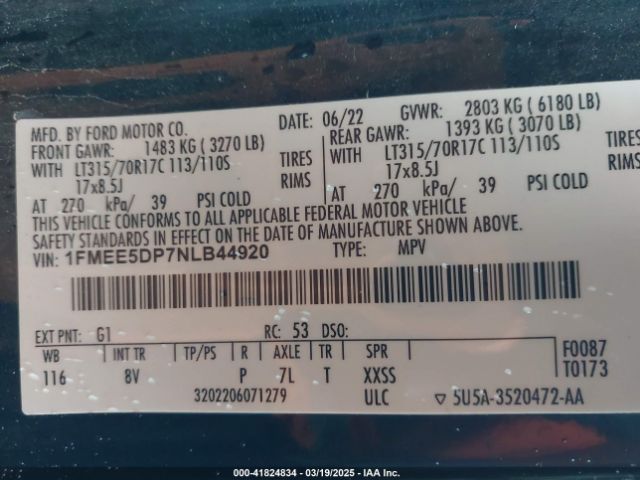 MFD. BY FORD MOTOR CO. DATE: 06/22 GVWR: 2803 KG ( 6180 LB)
FRONT GAWR: 1483 KG ( 3270 LB) REAR GAWR: 1393 KG ( 3070 LB)
WITH LT315/70R17C 113/110S TIRES WITH LT315/70R17C 113/110S TIRES
17x8.5J RIMS 17x8.5J RIMS
AT 270 kPa/ 39 PSI COLD AT 270 kPa/ 39 PSI COLD
THIS VEHICLE CONFORMS TO ALL APPLICABLE FEDERAL MOTOR VEHICLE
SAFETY STANDARDS IN EFFECT ON THE DATE OF MANUFACTURE SHOWN ABOVE.
VIN: 1FMEE5DP7NLB44920 TYPE: MPV
EXT PNT: G1 RC: 53 DSO:
WB INT TR TP/PS R AXLE TR SPR F0087
116 8V P 7L T XXSS T0173
3202206071279 ULC ▽ 5U5A-3520472-AA
000-41824834 - 03/19/2025 - IAA Inc.